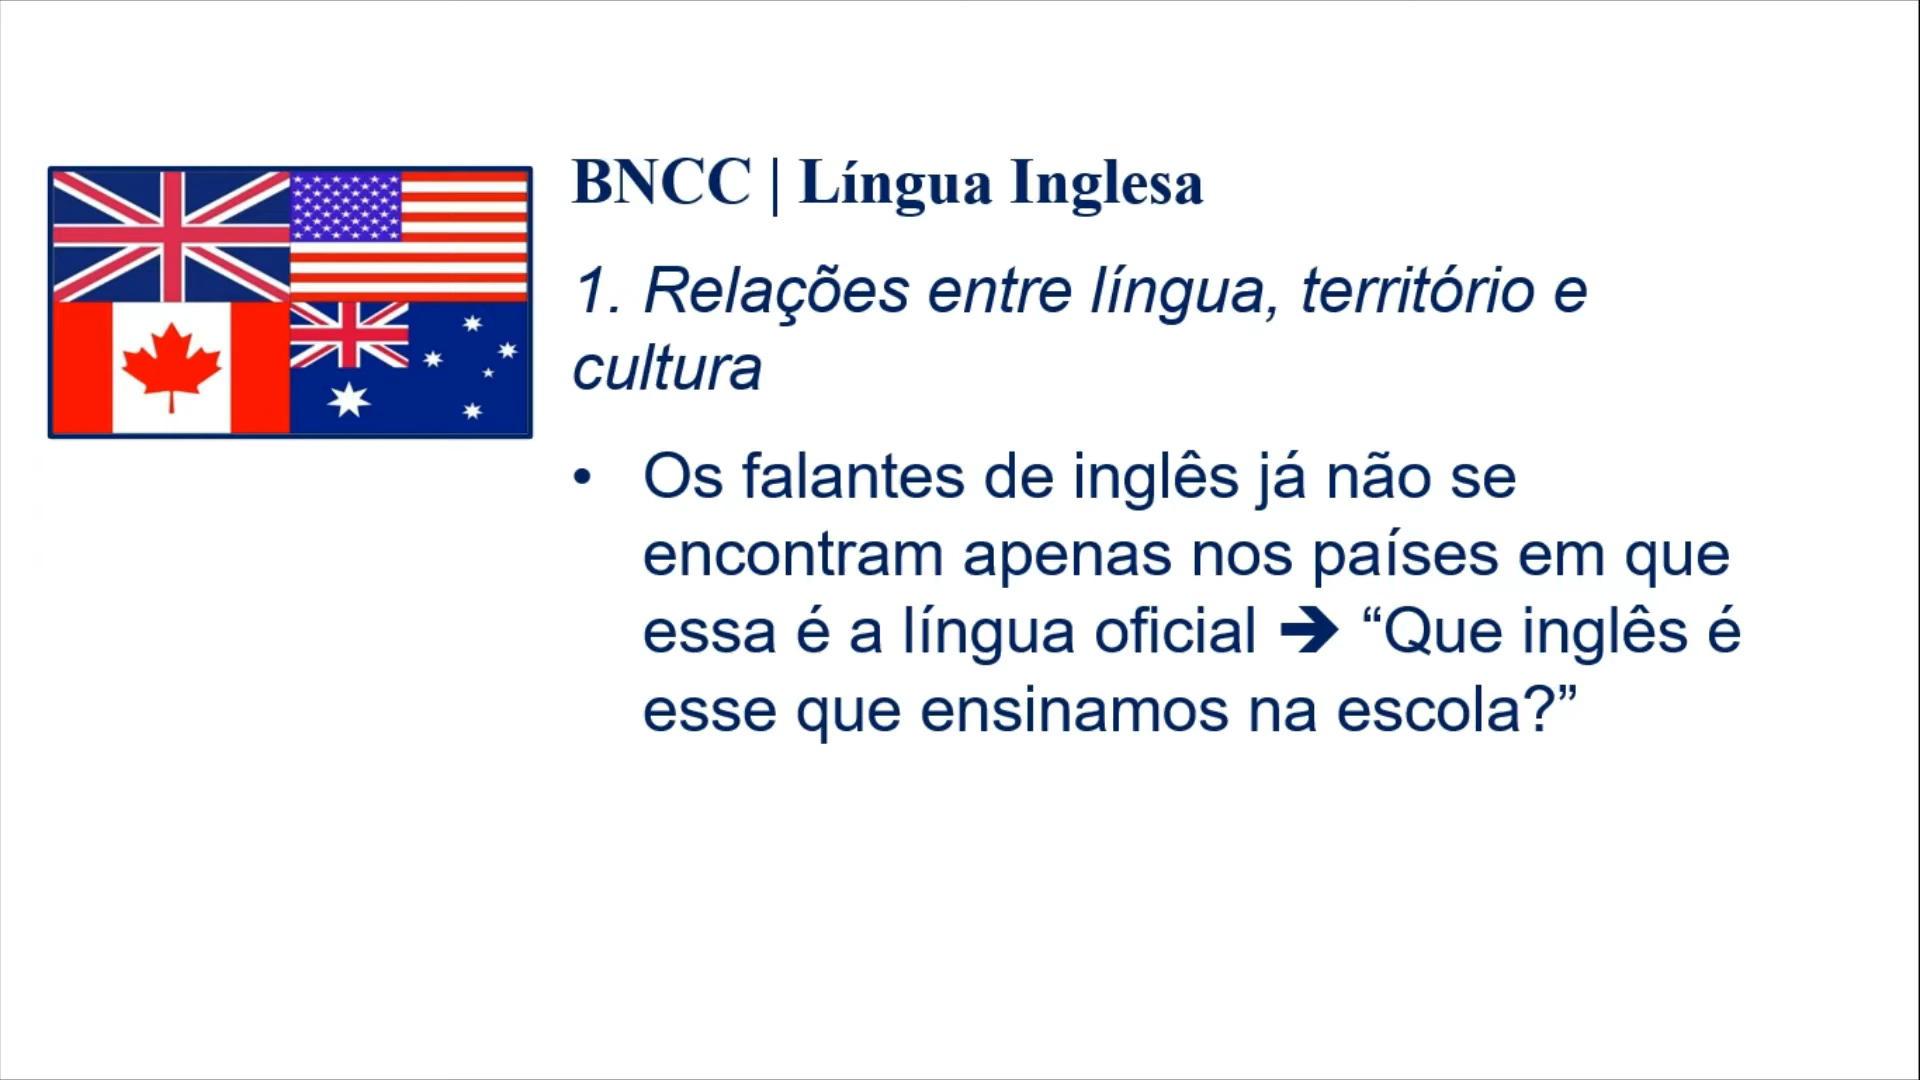 BNCC | Língua Inglesa
1. Relações entre língua, território e
cultura
• Os falantes de inglês já não se
encontram apenas nos países em que
essa é a língua oficial ➔ “Que inglês é
esse que ensinamos na escola?”